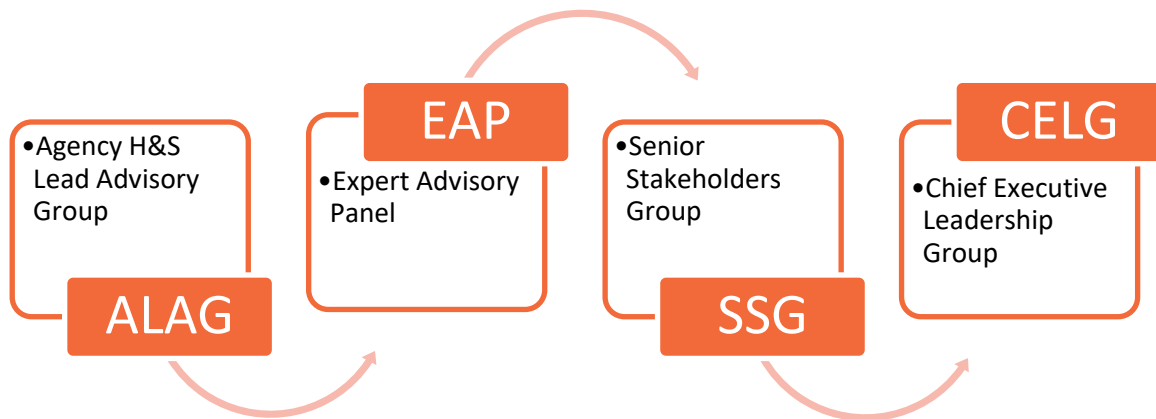 •Agency H&S
Lead Advisory
Group
ALAG
EAP
•Expert Advisory
Panel
•Senior
Stakeholders
Group
SSG
CELG
•Chief Executive
Leadership
Group